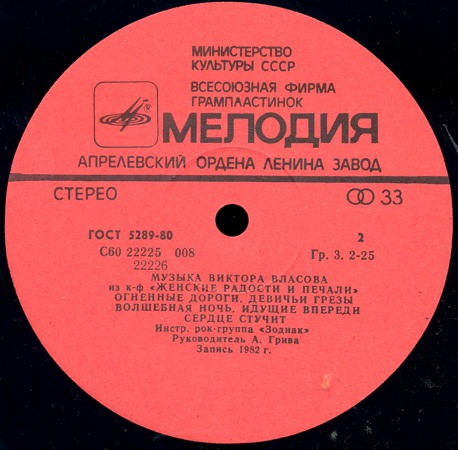 МИНИСТЕРСТВО
КУЛЬТУРЫ СССР
ВСЕСОЮЗНАЯ ФИРМА
ГРАМПЛАСТИНОК
МЕЛОДИЯ
АПРЕЛЕВСКИЙ ОРДЕНА ЛЕНИНА ЗАВОД
СТЕРЕО 33
ГОСТ 5289-80 2
С60 22225 008 Гр. 3. 2-25
22226
МУЗЫКА ВИКТОРА ВЛАСОВА
из к-ф «ЖЕНСКИЕ РАДОСТИ И ПЕЧАЛИ»
ОГНЕННЫЕ ДОРОГИ, ДЕВИЧЬИ ГРЕЗЫ
ВОЛШЕБНАЯ НОЧЬ, ИДУЩИЕ ВПЕРЕДИ
СЕРДЦЕ СТУЧИТ
Инстр. рок-группа «Зодиак»
Руководитель А. Грива
Запись 1982 г.